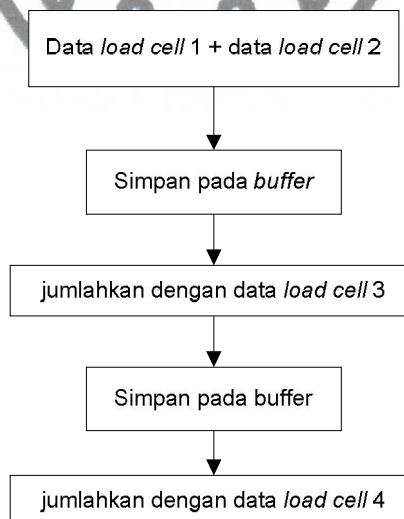 Data load cell 1 + data load cell 2
Simpan pada buffer
jumlahkan dengan data load cell 3
Simpan pada buffer
jumlahkan dengan data load cell 4